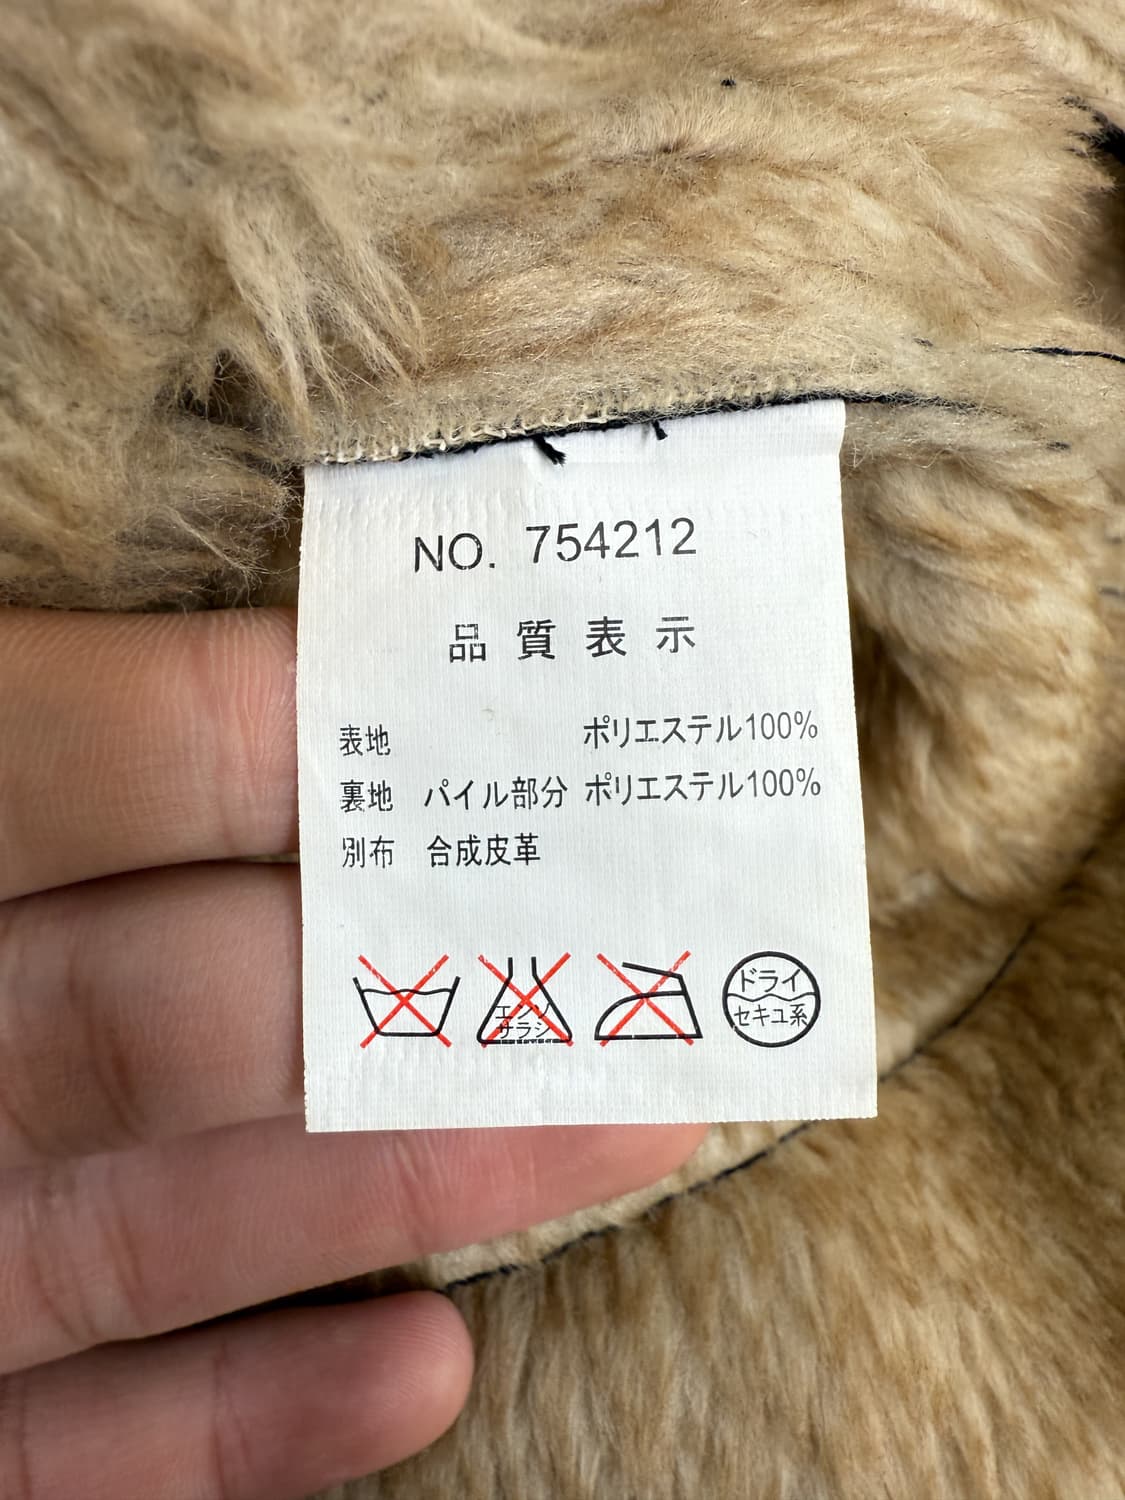 NO. 754212
品質表示
表地 ポリエステル100%
裏地 パイル部分 ポリエステル100%
別布 合成皮革
エンソ
サラシ
ドライ
セキユ系